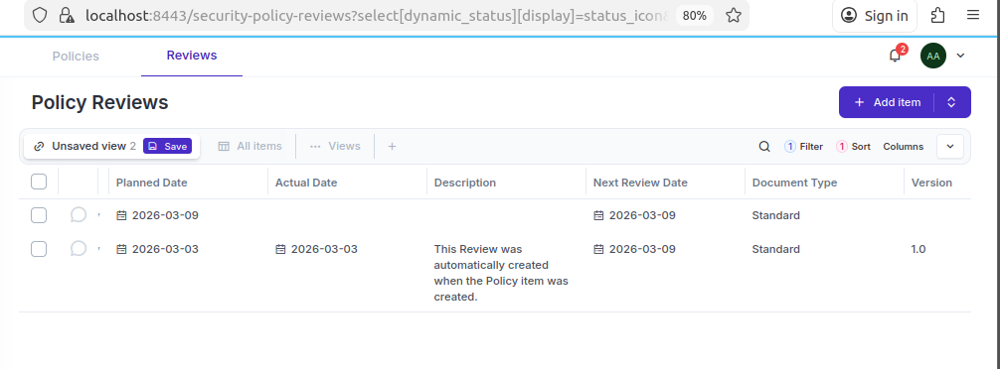 localhost:8443/security-policy-reviews?select[dynamic_status][display]=status_icon&
80%
Sign in
Policies
Reviews
2
AA
Policy Reviews
Add item
Unsaved view 2
Save
All items
Views
1 Filter
1 Sort
Columns
Planned Date Actual Date Description Next Review Date Document Type Version
2026-03-09 2026-03-09 Standard
2026-03-03 2026-03-03 This Review was 2026-03-09 Standard 1.0
automatically created
when the Policy item was
created.